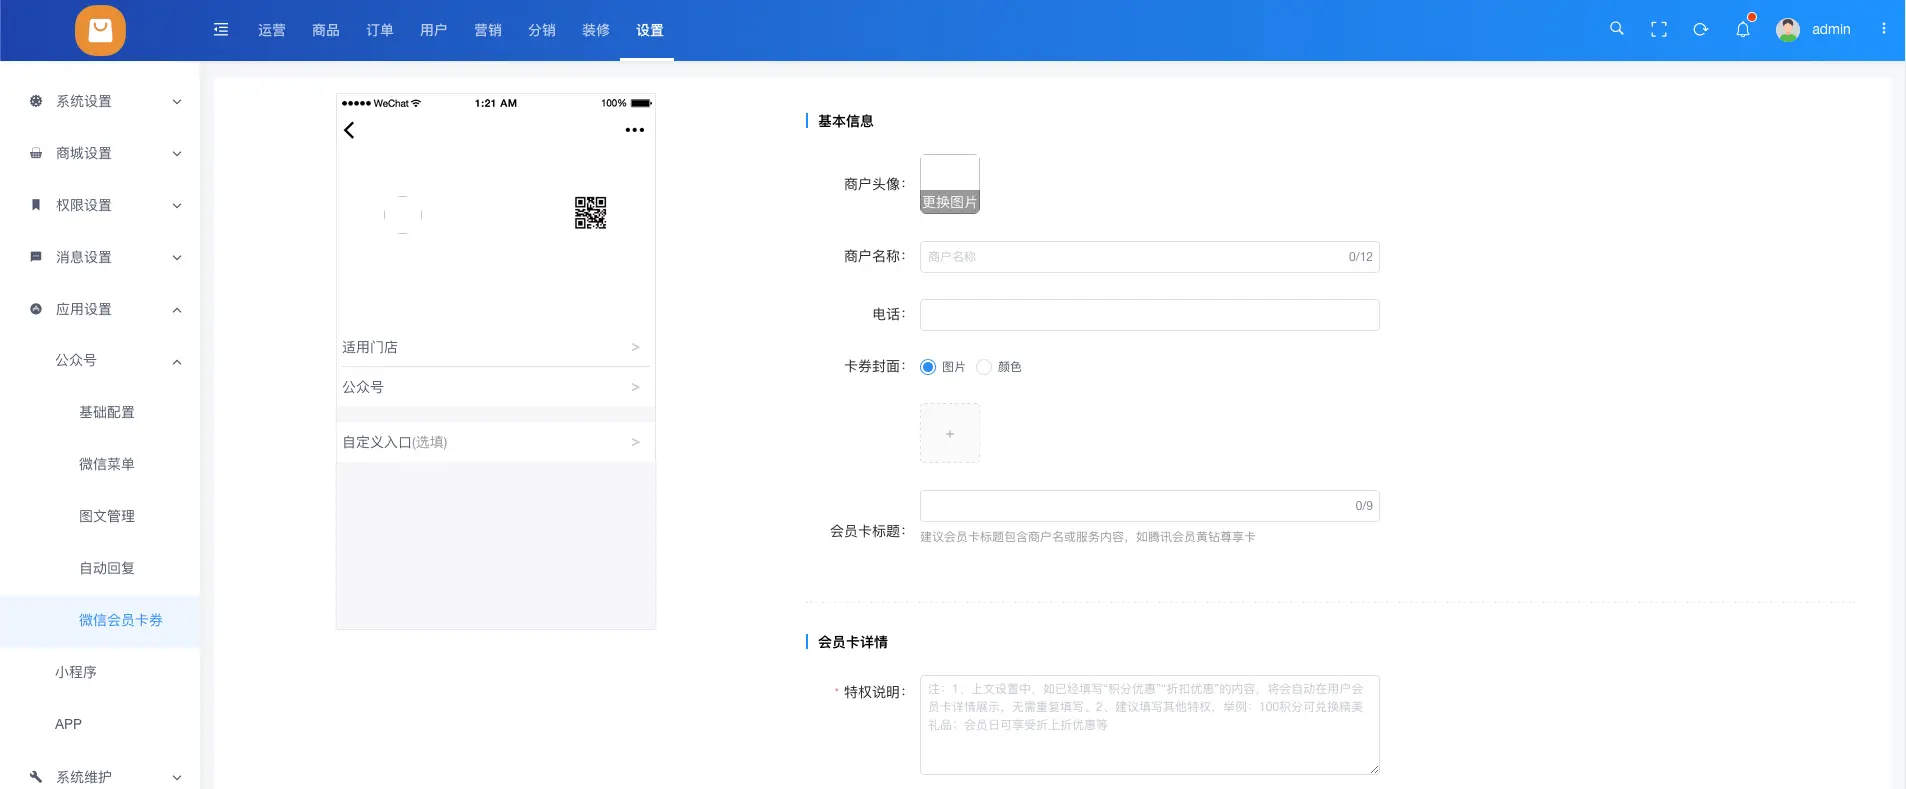 运营 商品 订单 用户 营销 分销 装修 设置 admin
系统设置
商城设置
权限设置
消息设置
应用设置
公众号
基础配置
微信菜单
图文管理
自动回复
微信会员卡券
小程序
APP
系统维护
WeChat 1:21 AM 100%
适用门店 >
公众号 >
自定义入口(选填) >
基本信息
商户头像:
更换图片
商户名称: 商户名称 0/12
电话:
卡券封面: 图片 颜色
+
会员卡标题: 0/9
建议会员卡标题包含商户名或服务内容，如腾讯会员黄钻尊享卡
会员卡详情
* 特权说明: 注：1、上文设置中，如已经填写“积分优惠”“折扣优惠”的内容，将会自动在用户会
员卡详情展示，无需重复填写。2、建议填写其他特权，举例：100积分可兑换精美
礼品；会员日可享受折上折优惠等